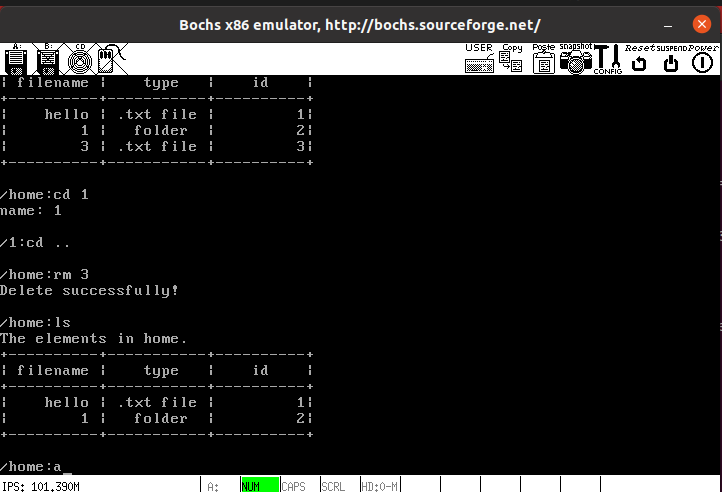 Bochs x86 emulator, http://bochs.sourceforge.net/
A: B: CD USER Copy Paste snapshot CONFIG Reset SUSPEND Power
¦ filename ¦ type ¦ id ¦
+----------+-----------+----------+
¦ hello ¦ .txt file ¦ 1¦
¦ 1 ¦ folder ¦ 2¦
¦ 3 ¦ .txt file ¦ 3¦
+----------+-----------+----------+
/home:cd 1
name: 1
/1:cd ..
/home:rm 3
Delete successfully!
/home:ls
The elements in home.
+----------+-----------+----------+
¦ filename ¦ type ¦ id ¦
+----------+-----------+----------+
¦ hello ¦ .txt file ¦ 1¦
¦ 1 ¦ folder ¦ 2¦
+----------+-----------+----------+
/home:a_
IPS: 101.390M A: NUM CAPS SCRL HD:0-M